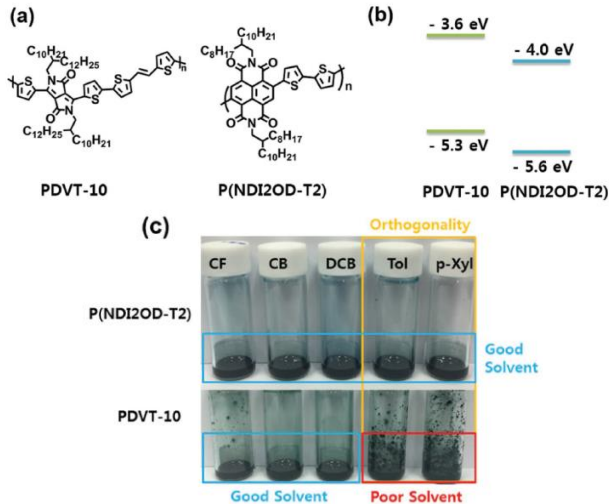 (a)
(b)
C₁₀H₂₁
C₁₂H₂₅
N
O
S
S
S
S
n
O
N
C₁₂H₂₅
C₁₀H₂₁
PDVT-10
C₁₀H₂₁
C₈H₁₇
O
N
O
S
S
n
O
N
O
C₈H₁₇
C₁₀H₂₁
P(NDI2OD-T2)
- 3.6 eV
- 4.0 eV
- 5.3 eV
- 5.6 eV
PDVT-10
P(NDI2OD-T2)
(c)
Orthogonality
CF
CB
DCB
Tol
p-Xyl
P(NDI2OD-T2)
Good
Solvent
PDVT-10
Good Solvent
Poor Solvent